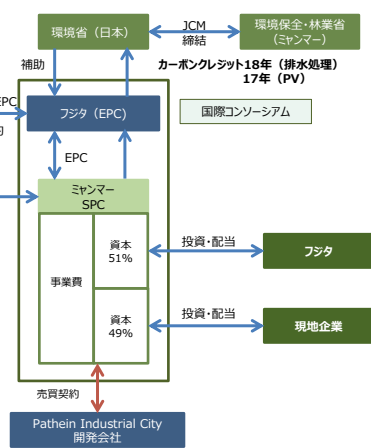 環境省（日本）
JCM
締結
環境保全・林業省
（ミャンマー）
補助
カーボンクレジット18年（排水処理）
17年（PV）
EPC
約
フジタ（EPC）
国際コンソーシアム
EPC
ミャンマー
SPC
事業費
資本
51%
投資・配当
フジタ
資本
49%
投資・配当
現地企業
売買契約
Pathein Industrial City
開発会社